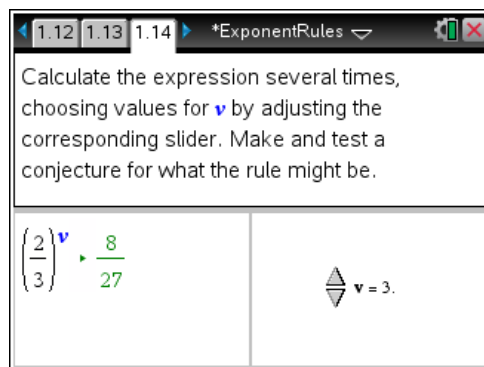 1.12 1.13 1.14 *ExponentRules
Calculate the expression several times,
choosing values for v by adjusting the
corresponding slider. Make and test a
conjecture for what the rule might be.
(2/3)^v ▸ 8/27
v = 3.